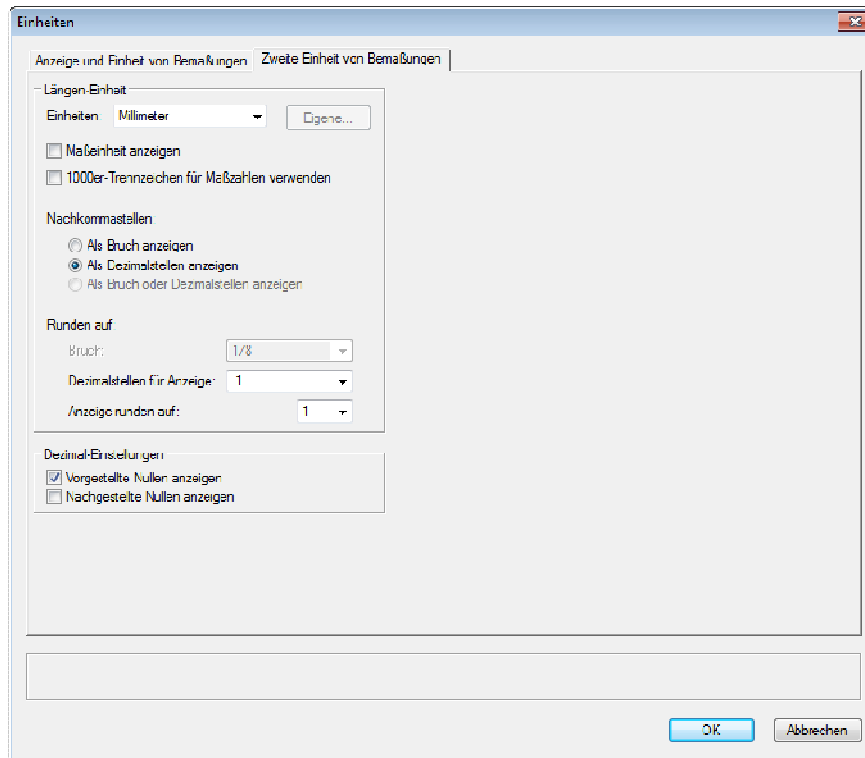 Einheiten
Anzeige und Einheit von Bemaßungen
Zweite Einheit von Bemaßungen
Längen-Einheit
Einheiten: Millimeter
Eigene...
Maßeinheit anzeigen
1000er-Trennzeichen für Maßzahlen verwenden
Nachkommastellen:
Als Bruch anzeigen
Als Dezimalstellen anzeigen
Als Bruch oder Dezimalstellen anzeigen
Runden auf:
Bruch: 1/8
Dezimalstellen für Anzeige: 1
Anzeige runden auf: 1
Dezimal-Einstellungen
Vorgestellte Nullen anzeigen
Nachgestellte Nullen anzeigen
OK
Abbrechen